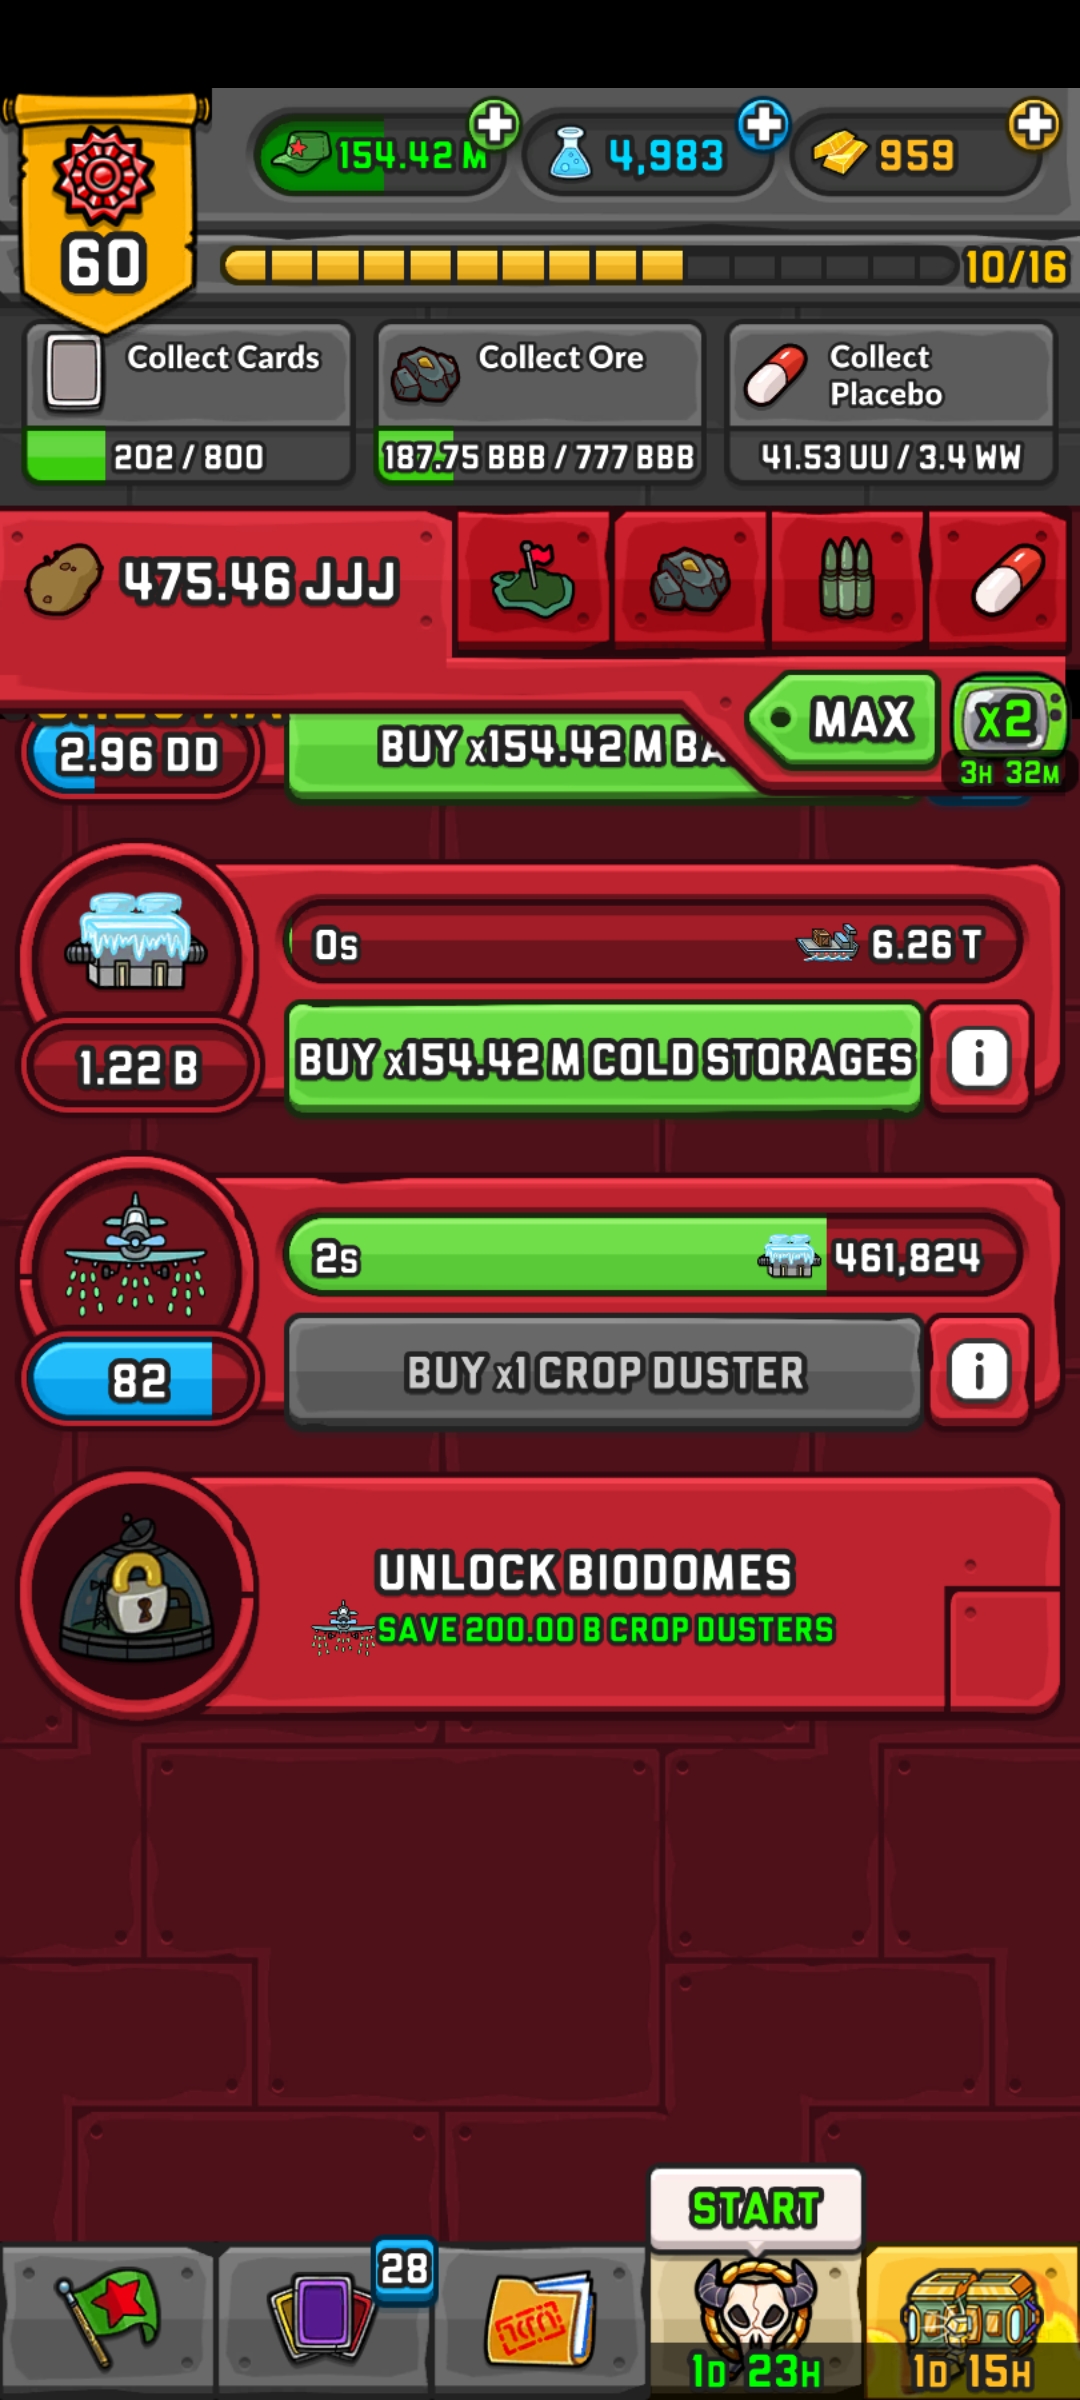 154.42 M
4,983
959
60
10/16
Collect Cards
202 / 800
Collect Ore
187.75 BBB / 777 BBB
Collect
Placebo
41.53 UU / 3.4 WW
475.46 JJJ
MAX
x2
3H 32M
2.96 DD
BUY x154.42 M
0s
6.26 T
1.22 B
BUY x154.42 M COLD STORAGES
i
2s
461,824
82
BUY x1 CROP DUSTER
i
UNLOCK BIODOMES
SAVE 200.00 B CROP DUSTERS
START
28
1D 23H
1D 15H